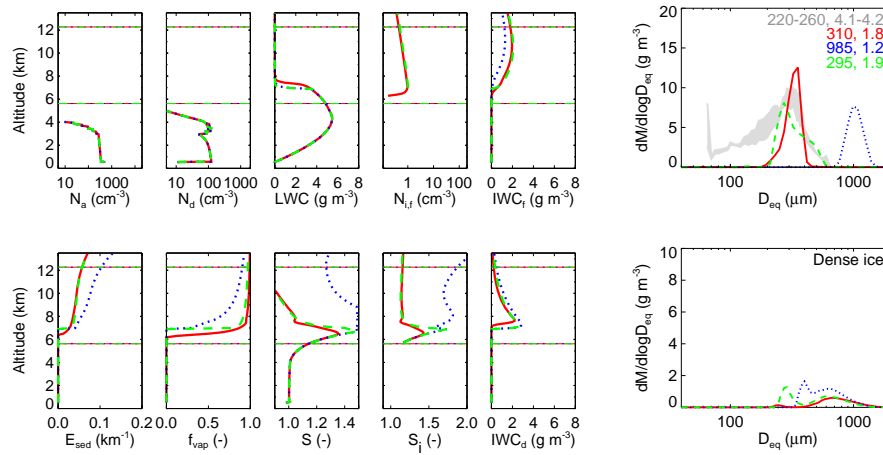 Altitude (km)
12
10
8
6
4
2
0
10 1000
N_a (cm⁻³)
10 1000
N_d (cm⁻³)
0 2 4 6 8
LWC (g m⁻³)
1 100
N_i,f (cm⁻³)
0 2 4 6 8
IWC_f (g m⁻³)
dM/dlogD_eq (g m⁻³)
20
15
10
5
0
220-260, 4.1-4.2
310, 1.8
985, 1.2
295, 1.9
100 1000
D_eq (μm)
Altitude (km)
12
10
8
6
4
2
0
0.0 0.1 0.2
E_sed (km⁻¹)
0.0 0.5 1.0
f_vap (-)
1.0 1.5
S (-)
1.0 1.5 2.0
S_i (-)
0 2 4 6 8
IWC_d (g m⁻³)
dM/dlogD_eq (g m⁻³)
10
8
6
4
2
0
Dense ice
100 1000
D_eq (μm)